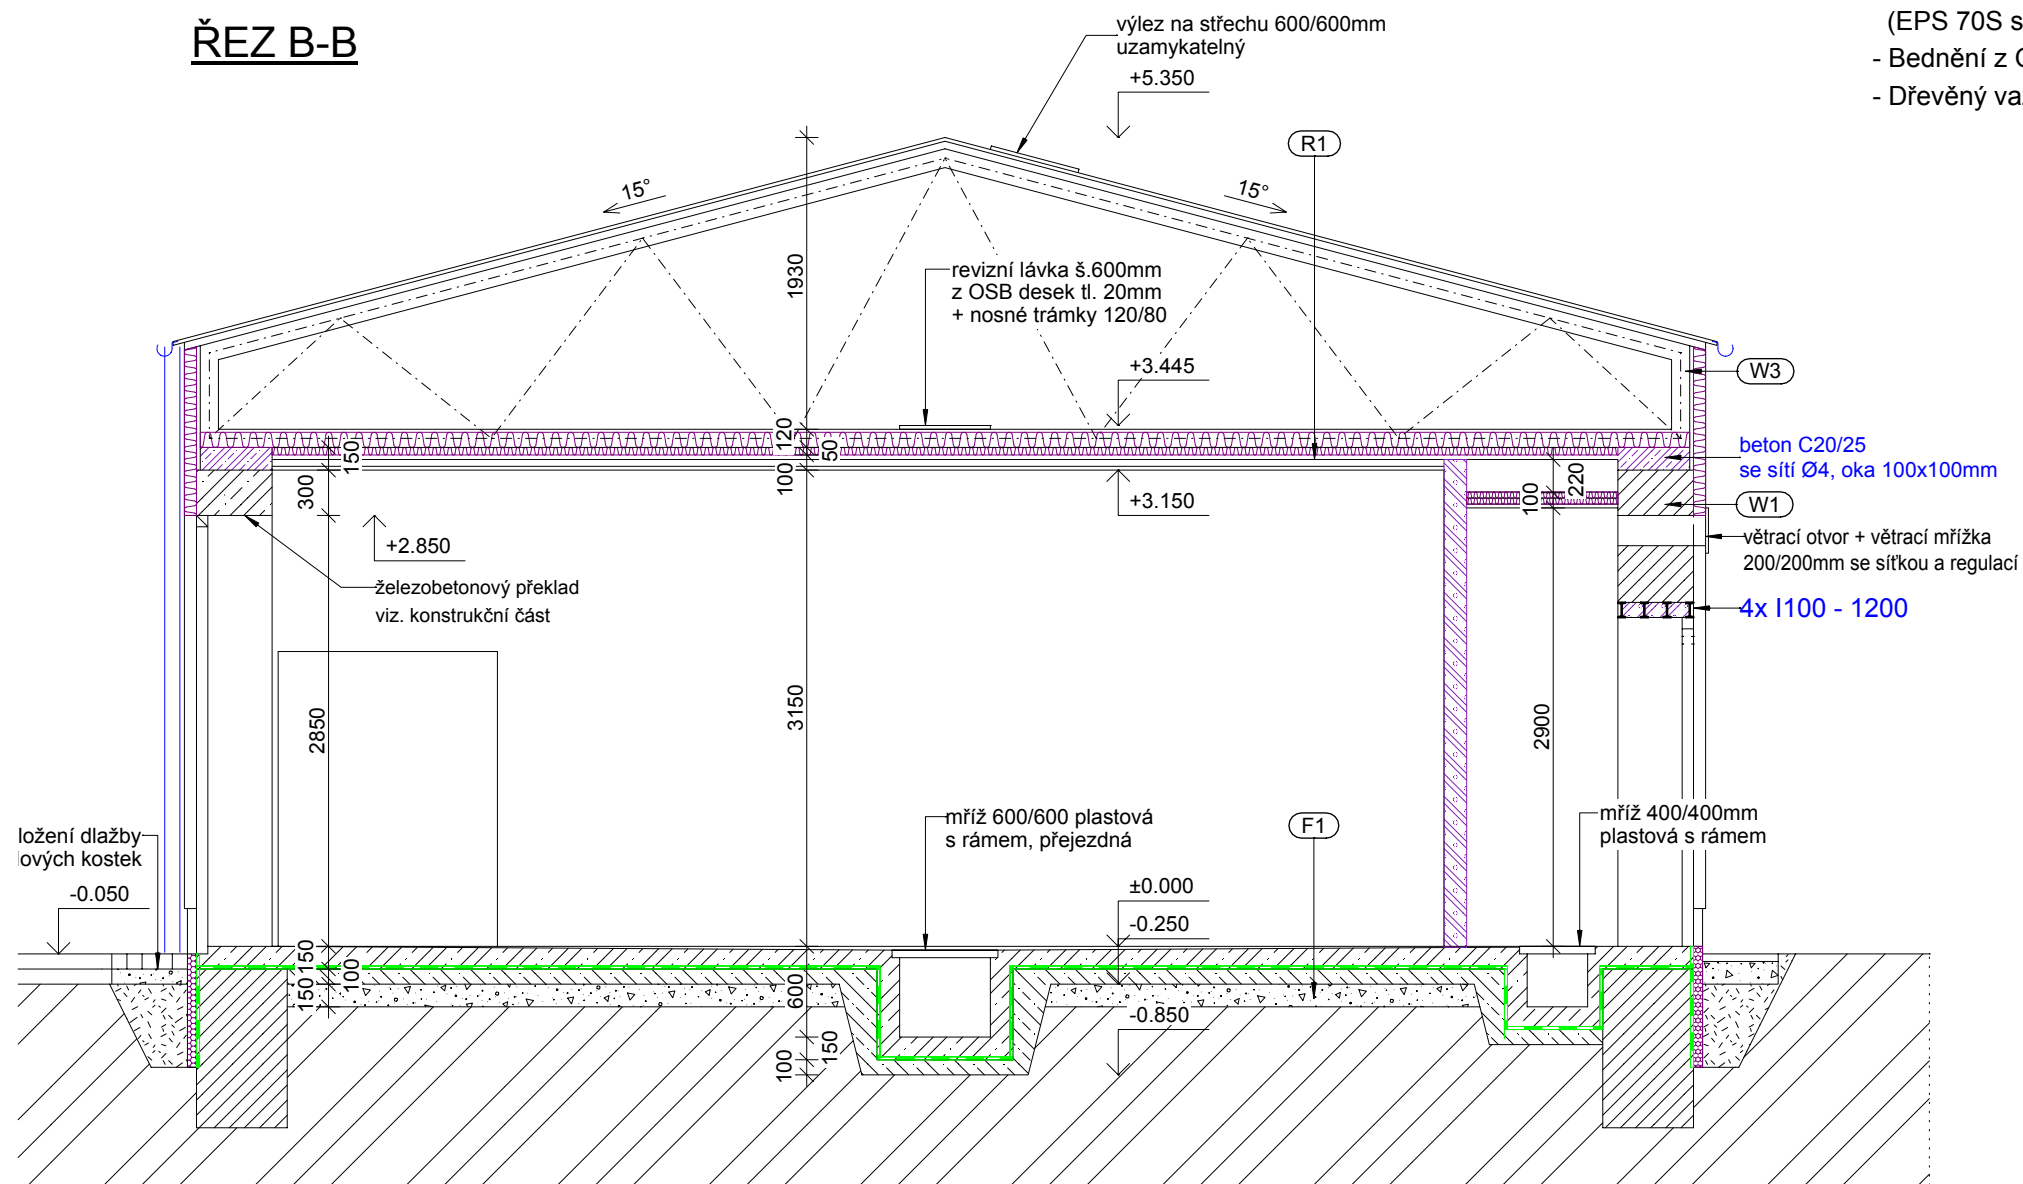 ŘEZ B-B
výlez na střechu 600/600mm
uzamykatelný
+5.350
(EPS 70S s
- Bednění z
- Dřevěný va
R1
15°
15°
1930
revizní lávka š.600mm
z OSB desek tl. 20mm
+ nosné trámky 120/80
+3.445
W3
120
50
100
150
300
220
100
beton C20/25
se sítí Ø4, oka 100x100mm
W1
+3.150
+2.850
větrací otvor + větrací mřížka
200/200mm se síťkou a regulací
železobetonový překlad
viz. konstrukční část
4x I100 - 1200
2850
3150
2900
mříž 600/600 plastová
s rámem, přejezdná
F1
mříž 400/400mm
plastová s rámem
ložení dlažby
lových kostek
-0.050
±0.000
-0.250
150
100
150
600
150
100
-0.850